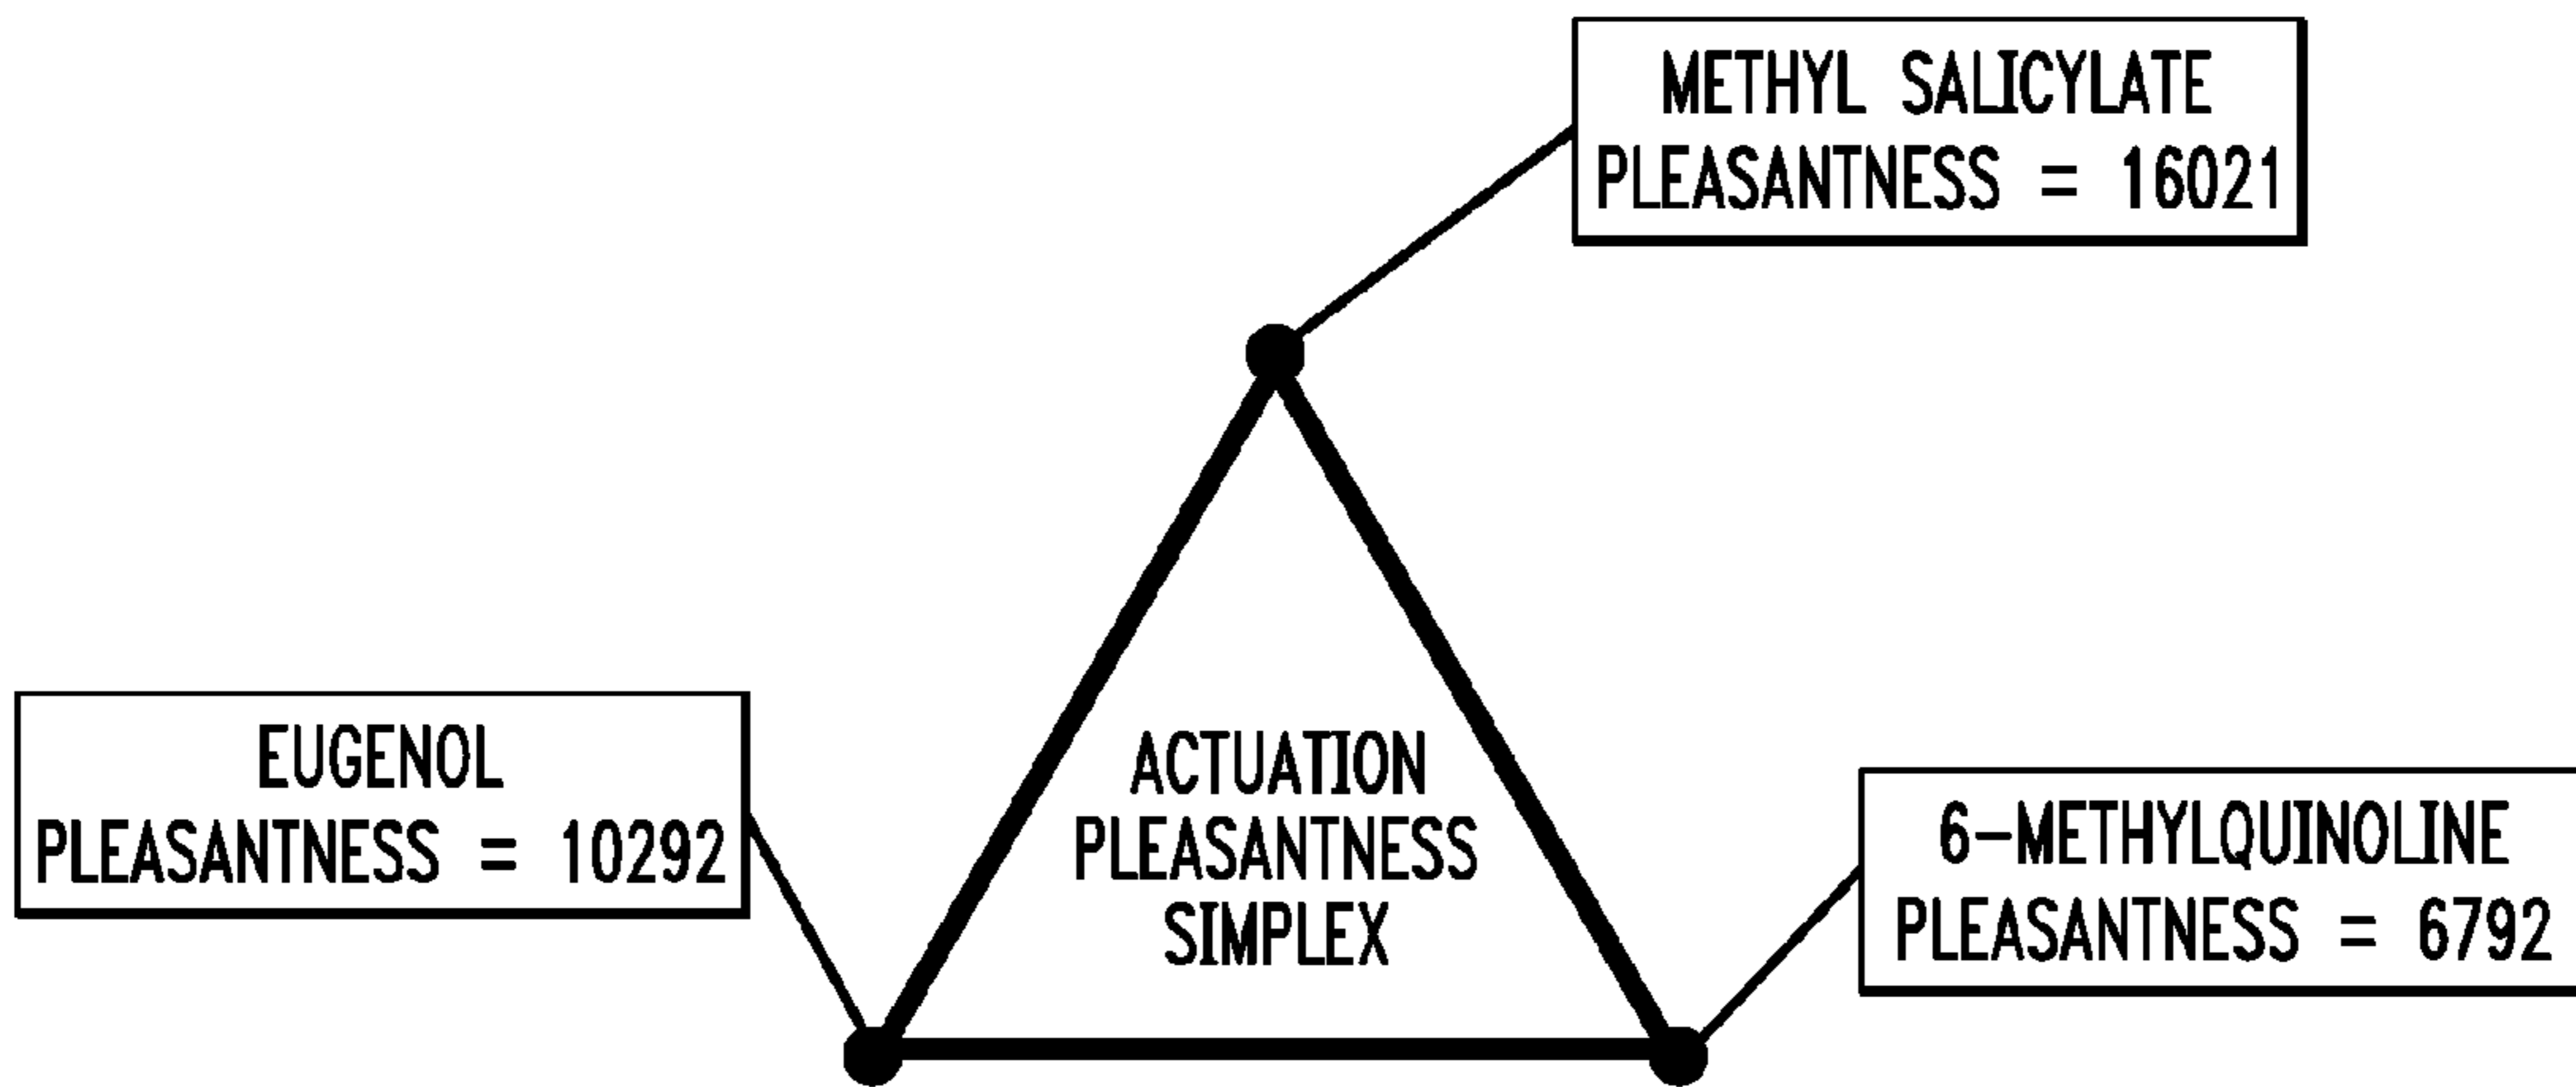 METHYL SALICYLATE
PLEASANTNESS = 16021
EUGENOL
PLEASANTNESS = 10292
ACTUATION
PLEASANTNESS
SIMPLEX
6-METHYLQUINOLINE
PLEASANTNESS = 6792